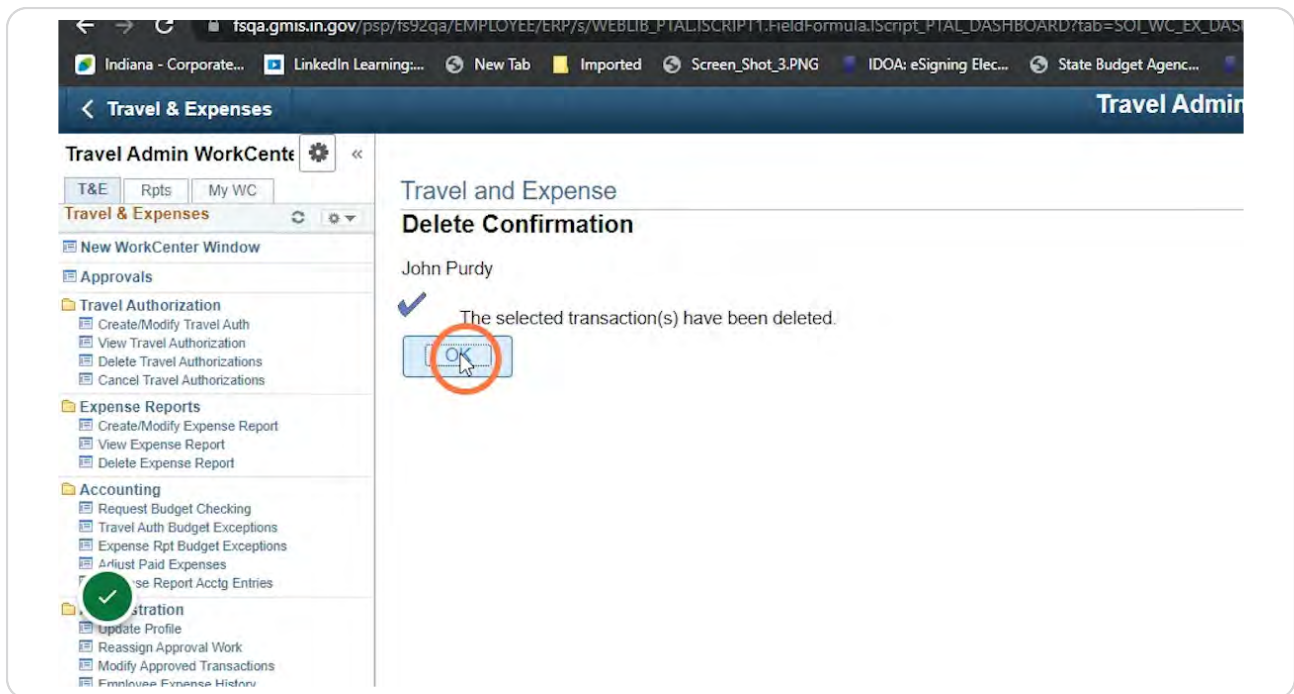 fsqa.gmis.in.gov/psp/fs92qa/EMPLOYEE/ERP/s/WEBLIB_PTAL.ISCRIPT1.FieldFormula.IScript_PTAL_DASHBOARD?tab=SOI_WC_EX_DAS
Indiana - Corporate... LinkedIn Learning:... New Tab Imported Screen_Shot_3.PNG IDOA: eSigning Elec... State Budget Agenc...
Travel & Expenses
Travel Admin
Travel Admin WorkCente
T&E Rpts My WC
Travel & Expenses
New WorkCenter Window
Approvals
Travel Authorization
Create/Modify Travel Auth
View Travel Authorization
Delete Travel Authorizations
Cancel Travel Authorizations
Expense Reports
Create/Modify Expense Report
View Expense Report
Delete Expense Report
Accounting
Request Budget Checking
Travel Auth Budget Exceptions
Expense Rpt Budget Exceptions
Adjust Paid Expenses
Report Acctg Entries
Update Profile
Reassign Approval Work
Modify Approved Transactions
Employee Expense History
Travel and Expense
Delete Confirmation
John Purdy
The selected transaction(s) have been deleted.
OK